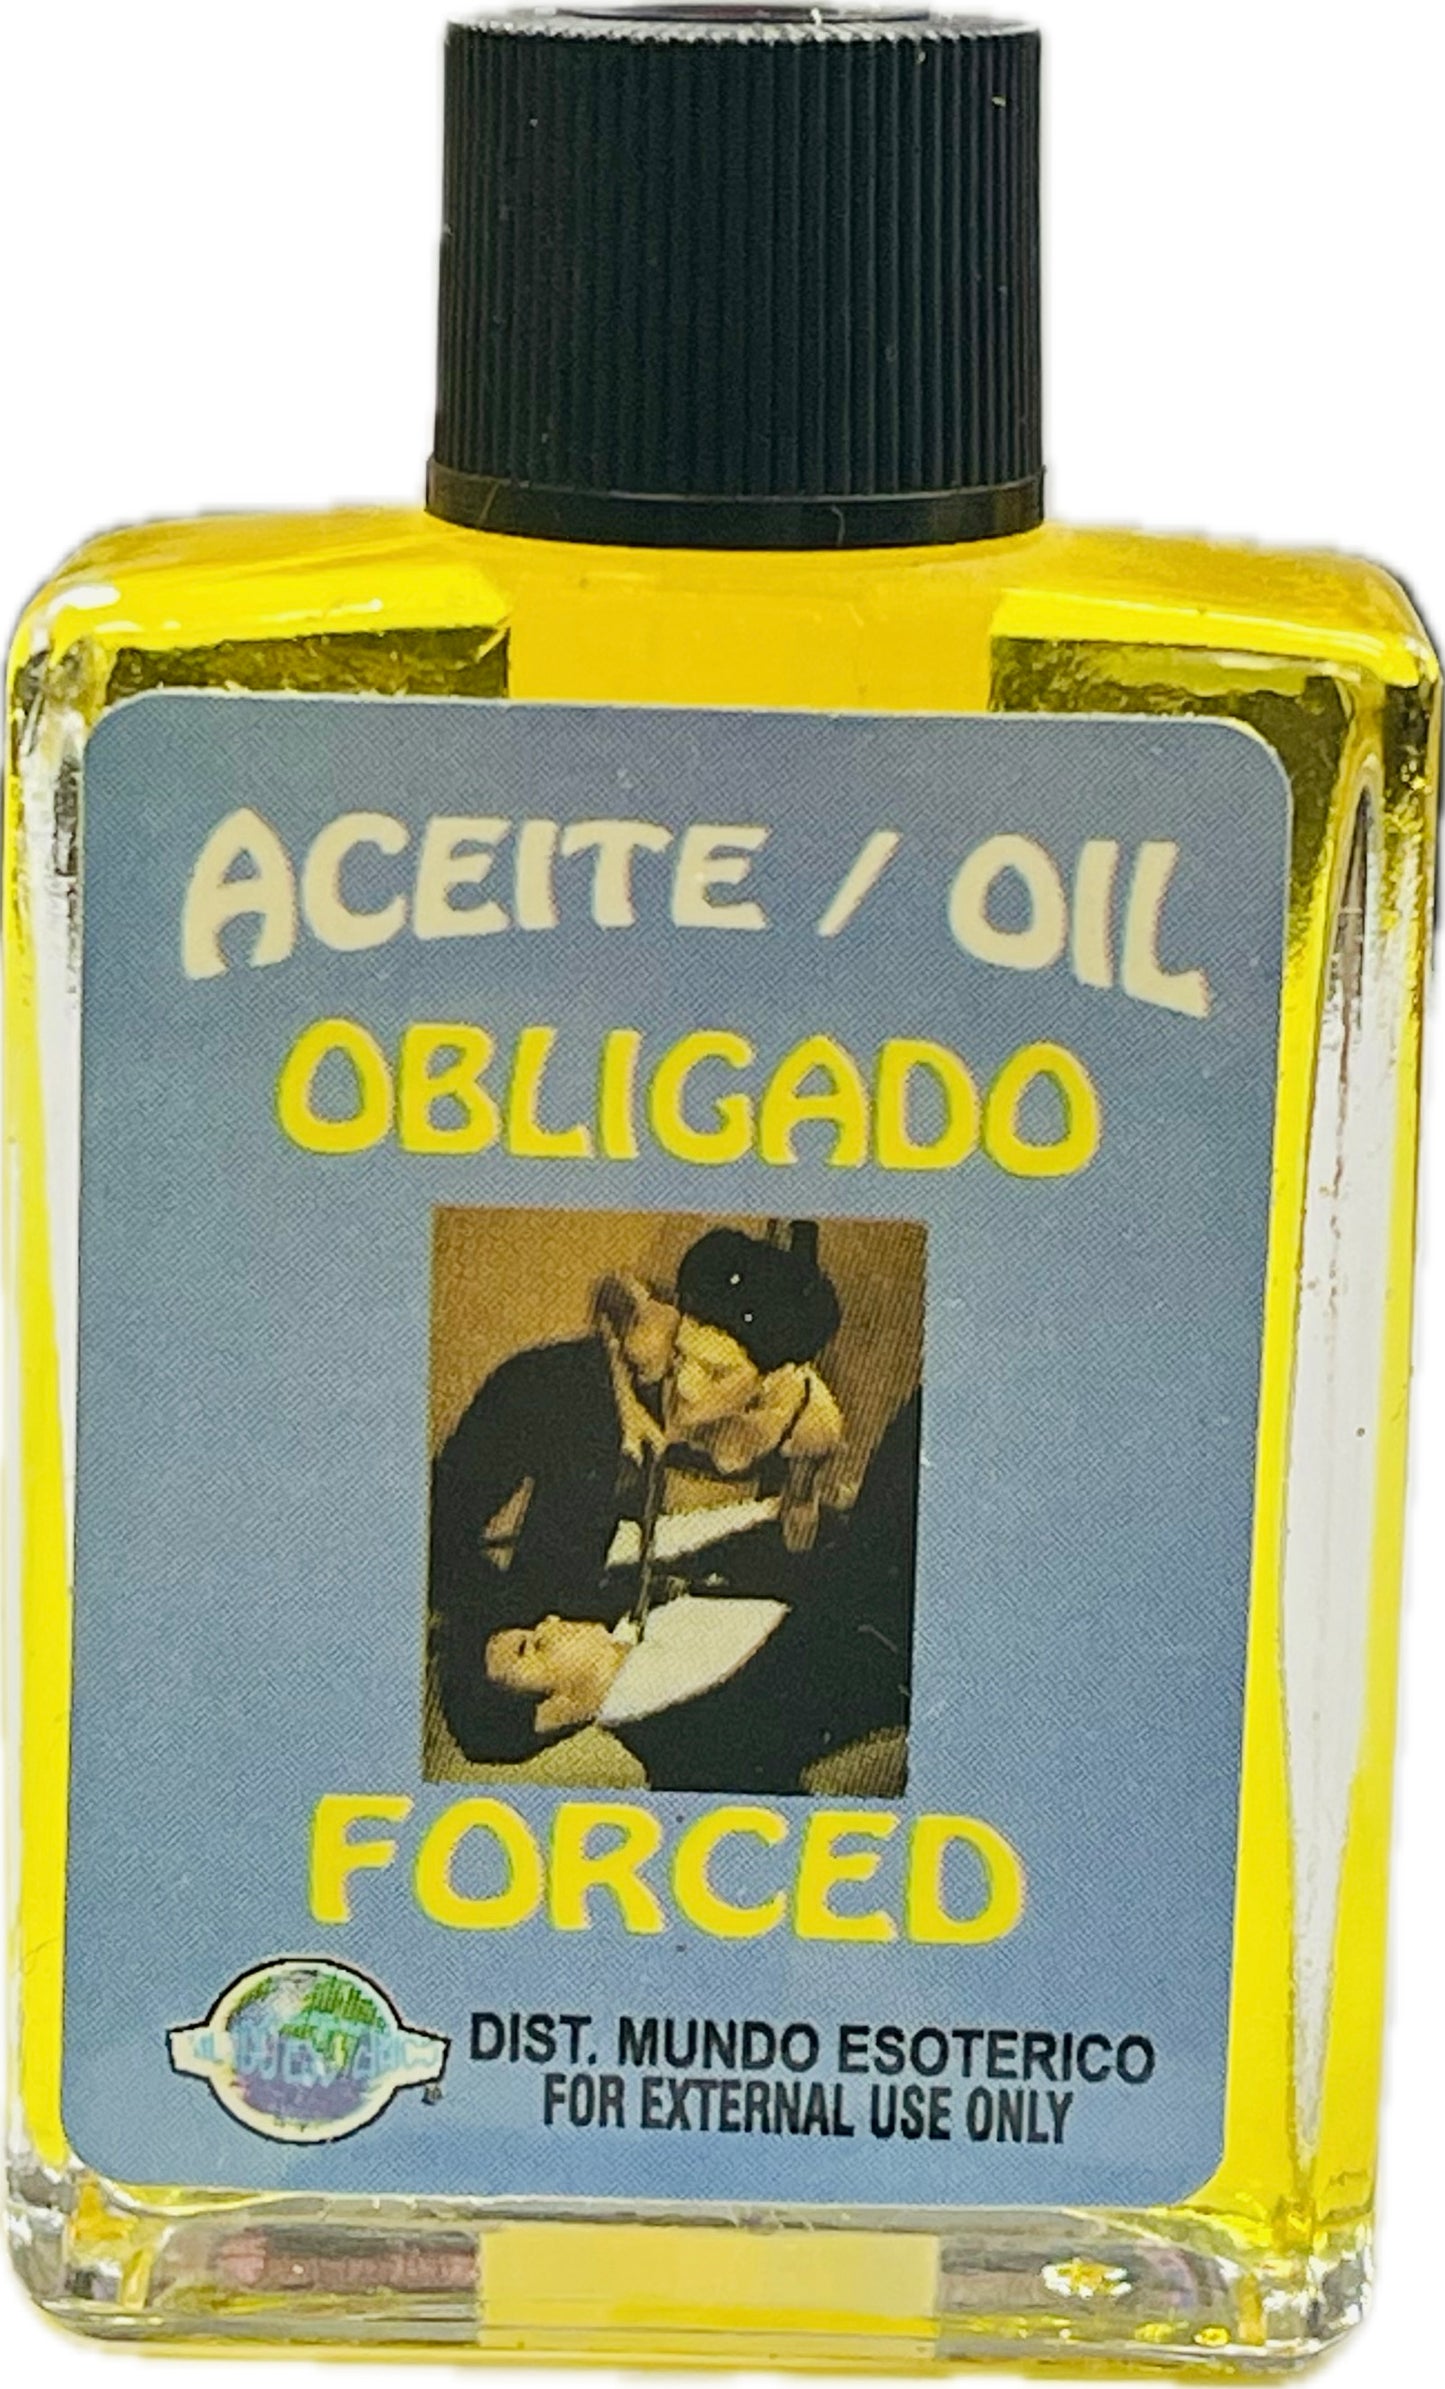 ACEITE / OIL
OBLIGADO
FORCED
DIST. MUNDO ESOTERICO
FOR EXTERNAL USE ONLY